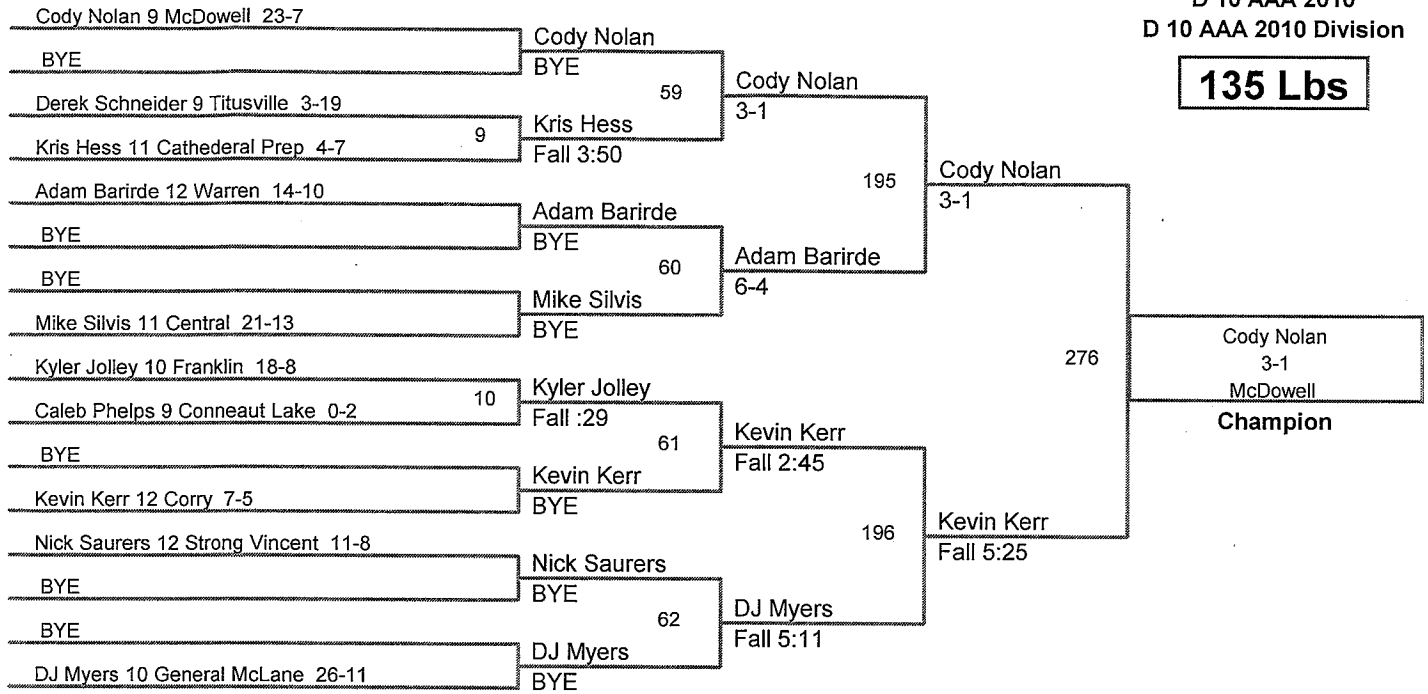 D 10 AAA 2010
D 10 AAA 2010 Division
135 Lbs
Cody Nolan 9 McDowell 23-7
BYE
Derek Schneider 9 Titusville 3-19
Kris Hess 11 Cathederal Prep 4-7
Adam Barirde 12 Warren 14-10
BYE
BYE
Mike Silvis 11 Central 21-13
Kyler Jolley 10 Franklin 18-8
Caleb Phelps 9 Conneaut Lake 0-2
BYE
Kevin Kerr 12 Corry 7-5
Nick Saurers 12 Strong Vincent 11-8
BYE
BYE
DJ Myers 10 General McLane 26-11
9
10
Cody Nolan
BYE
Kris Hess
Fall 3:50
Adam Barirde
BYE
Mike Silvis
BYE
Kyler Jolley
Fall :29
Kevin Kerr
BYE
Nick Saurers
BYE
DJ Myers
BYE
59
60
61
62
Cody Nolan
3-1
Adam Barirde
6-4
Kevin Kerr
Fall 2:45
DJ Myers
Fall 5:11
195
196
Cody Nolan
3-1
Kevin Kerr
Fall 5:25
276
Cody Nolan
3-1
McDowell
Champion